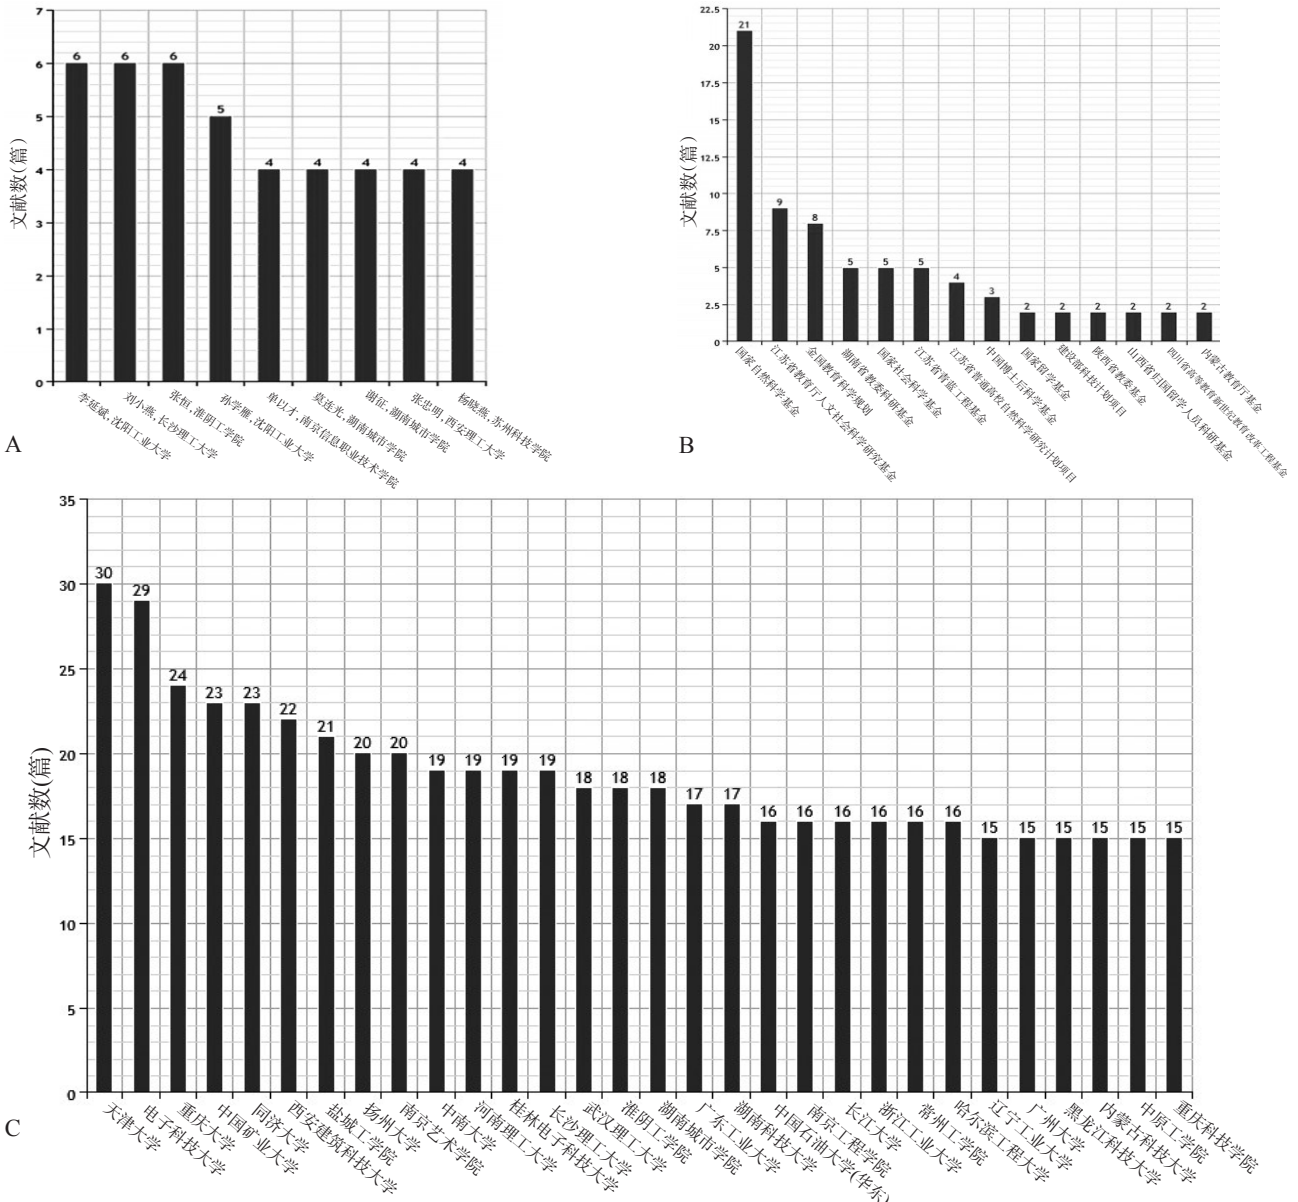 7
6
5
4
3
2
1
0
文献数(篇)
6
6
6
5
4
4
4
4
4
李延斌,沈阳工业大学
刘小燕,长沙理工大学
张恒,淮阴工学院
孙学雁,沈阳工业大学
单以才,南京信息职业技术学院
莫连光,湖南城市学院
谢征,湖南城市学院
张忠明,西安理工大学
杨晓燕,苏州科技学院
A
22.5
20
17.5
15
12.5
10
7.5
5
2.5
0
文献数(篇)
21
9
8
5
5
5
4
3
2
2
2
2
2
2
国家自然科学基金
江苏省教育厅人文社会科学研究基金
全国教育科学规划
湖南省教委科研基金
国家社会科学基金
江苏省青蓝工程基金
江苏省普通高校自然科学研究计划项目
中国博士后科学基金
国家留学基金
建设部科技计划项目
陕西省教委基金
山西省归国留学人员科研基金
四川省高等教育新世纪教育改革工程基金
内蒙古教育厅基金
B
35
30
25
20
15
10
5
0
文献数(篇)
30
29
24
23
23
22
21
20
20
19
19
19
19
18
18
18
17
17
16
16
16
16
16
16
15
15
15
15
15
15
天津大学
电子科技大学
重庆大学
中国矿业大学
同济大学
西安建筑科技大学
盐城工学院
扬州大学
南京艺术学院
中南大学
河南理工大学
桂林电子科技大学
长沙理工大学
武汉理工大学
淮阴工学院
湖南城市学院
广东工业大学
湖南科技大学
中国石油大学(华东)
南京工程学院
长江大学
浙江工业大学
常州工学院
哈尔滨工程大学
辽宁工业大学
广州大学
黑龙江科技大学
内蒙古科技大学
中原工学院
重庆科技学院
C